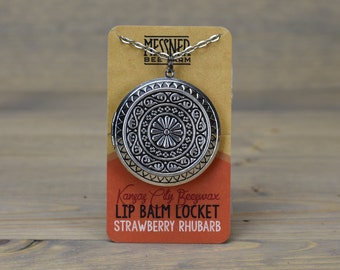 MESSNER
BEE FARM
Kansas City Beeswax
LIP BALM LOCKET
STRAWBERRY RHUBARB